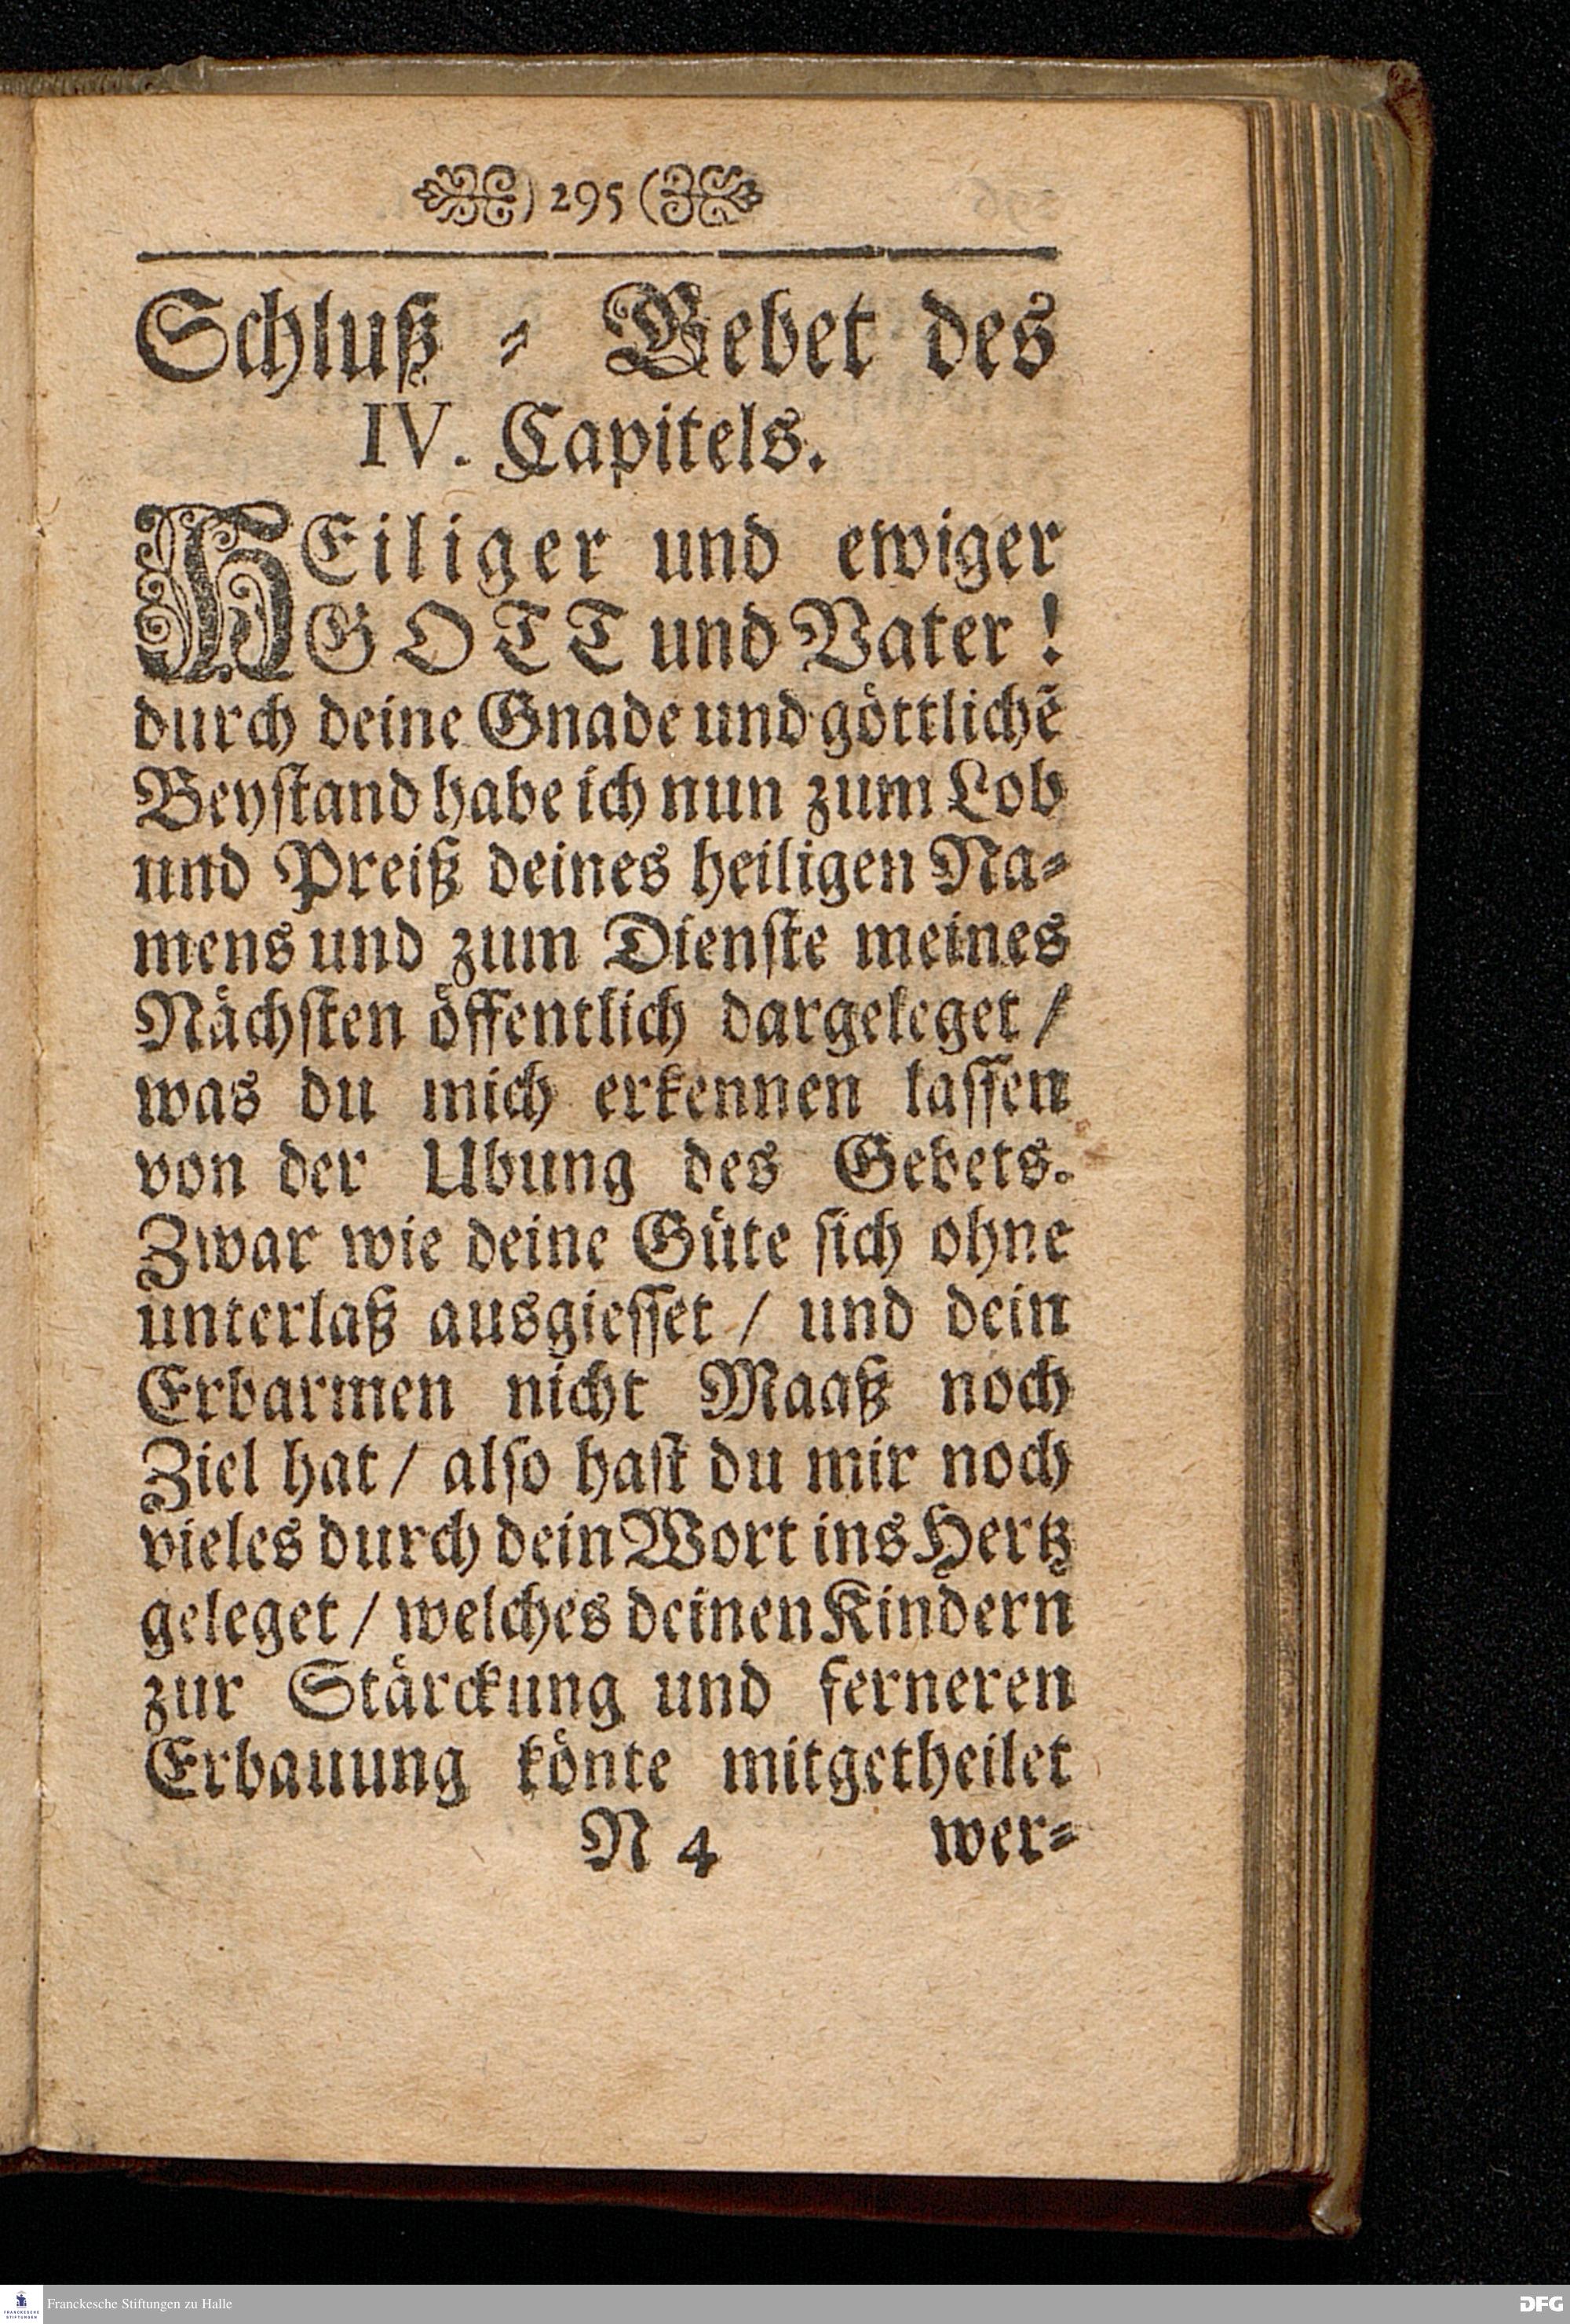 ) 295 (
Schluß - Gebet des
IV. Capitels.
HEiliger und ewiger
GOTT und Vater !
durch deine Gnade und göttlichẽ
Beystand habe ich nun zum Lob
und Preiß deines heiligen Na-
mens und zum Dienste meines
Nächsten öffentlich dargeleget /
was du mich erkennen lassen
von der Ubung des Gebets.
Zwar wie deine Güte sich ohne
unterlaß ausgiesset / und dein
Erbarmen nicht Maaß noch
Ziel hat / also hast du mir noch
vieles durch dein Wort ins Hertz
geleget / welches deinen Kindern
zur Stärckung und ferneren
Erbauung könte mitgetheilet
N 4 wer-
FRANCKESCHE
STIFTUNGEN
Franckesche Stiftungen zu Halle
DFG